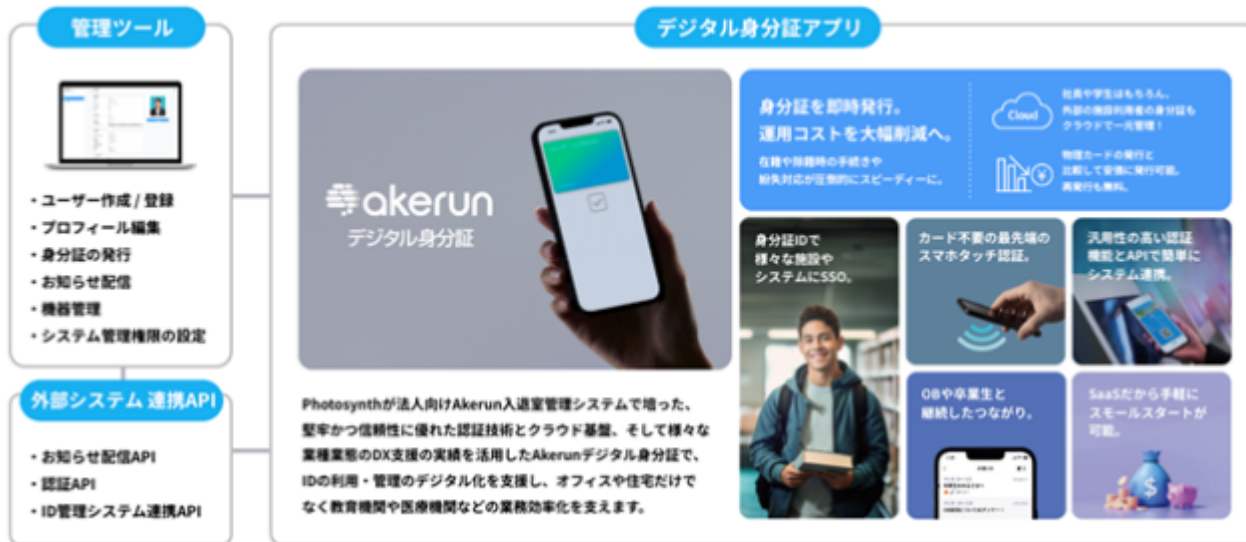 管理ツール
・ユーザー作成 / 登録
・プロフィール編集
・身分証の発行
・お知らせ配信
・機器管理
・システム管理権限の設定
外部システム 連携API
・お知らせ配信API
・認証API
・ID管理システム連携API
デジタル身分証アプリ
akerun
デジタル身分証
Photosynthが法人向けAkerun入退室管理システムで培った、
堅牢かつ信頼性に優れた認証技術とクラウド基盤、そして様々な
業種業態のDX支援の実績を活用したAkerunデジタル身分証で、
IDの利用・管理のデジタル化を支援し、オフィスや住宅だけで
なく教育機関や医療機関などの業務効率化を支えます。
身分証を即時発行。
運用コストを大幅削減へ。
在籍や除籍時の手続きや
紛失対応が圧倒的にスピーディーに。
Cloud
社員や学生はもちろん、
外部の施設利用者の身分証も
クラウドで一元管理！
¥
物理カードの発行と
比較して安価に発行可能。
再発行も無料。
身分証IDで
様々な施設や
システムにSSO。
カード不要の最先端の
スマホタッチ認証。
汎用性の高い認証
機能とAPIで簡単に
システム連携。
OBや卒業生と
継続したつながり。
SaaSだから手軽に
スモールスタートが
可能。
$